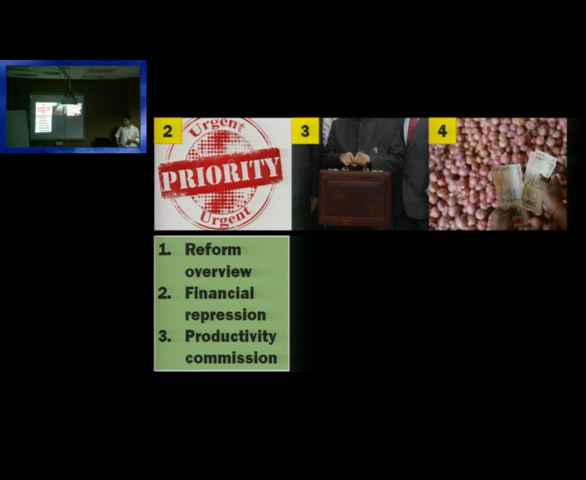 2
Urgent
PRIORITY
Urgent
3
4
1. Reform
overview
2. Financial
repression
3. Productivity
commission